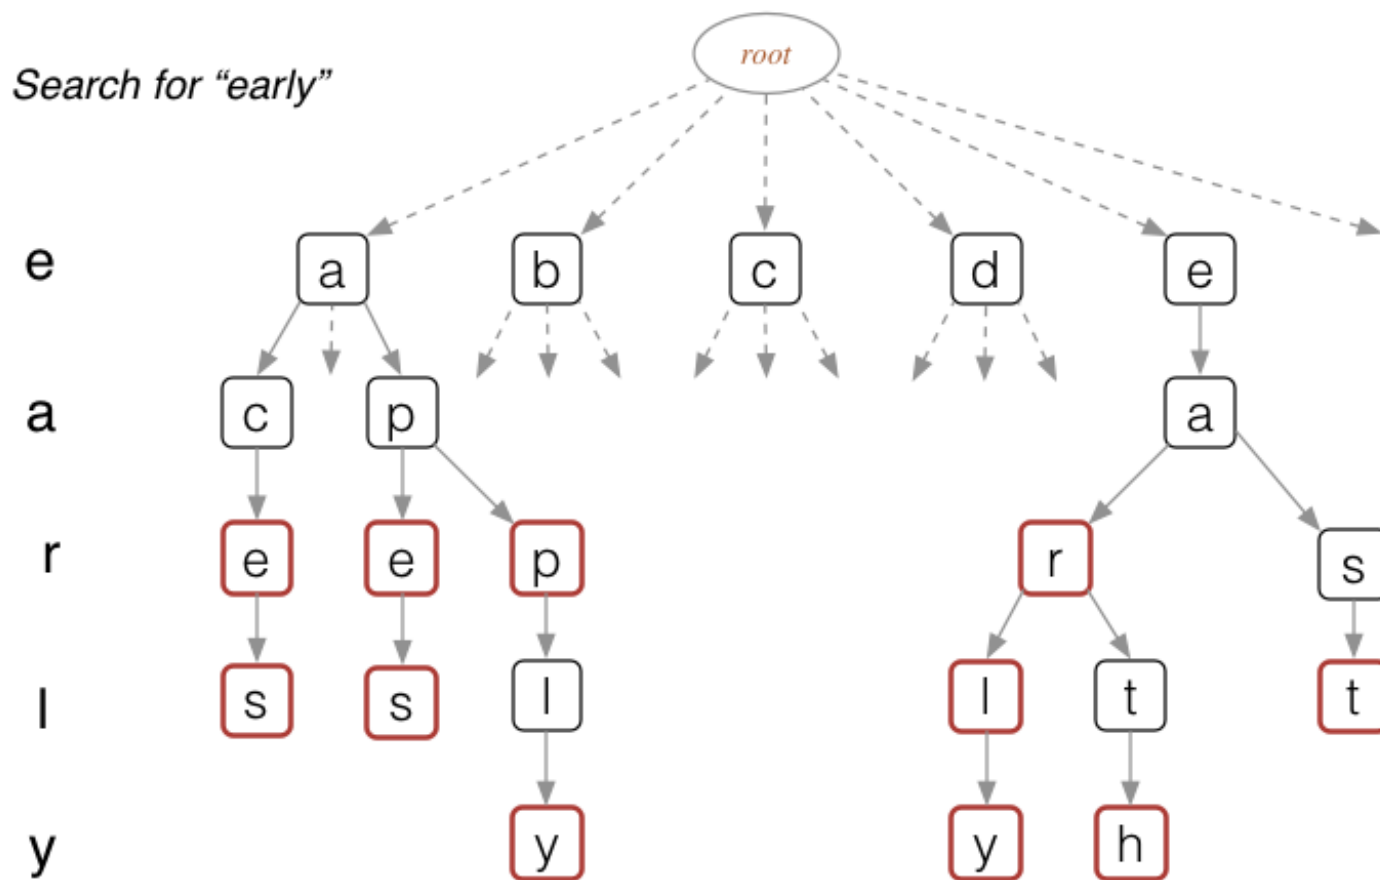 root
Search for “early”
e a b c d e
a c p a
r e e p r s
l s s l l t t
y y y h